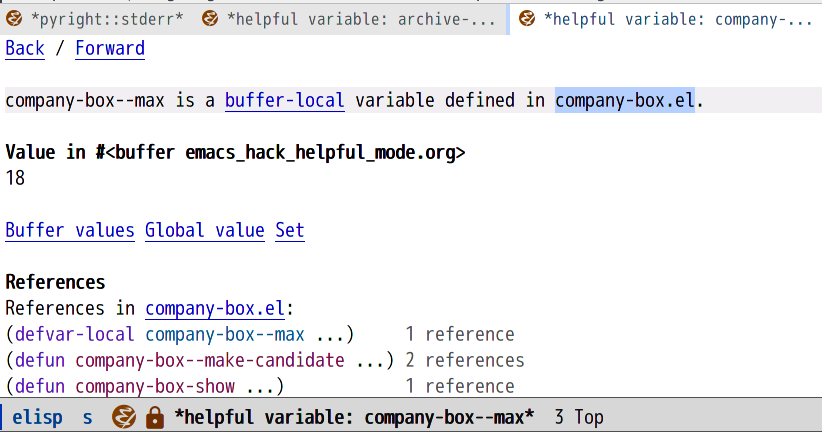 *pyright::stderr* *helpful variable: archive-... *helpful variable: company-...
Back / Forward
company-box--max is a buffer-local variable defined in company-box.el.
Value in #<buffer emacs_hack_helpful_mode.org>
18
Buffer values Global value Set
References
References in company-box.el:
(defvar-local company-box--max ...) 1 reference
(defun company-box--make-candidate ...) 2 references
(defun company-box-show ...) 1 reference
elisp s *helpful variable: company-box--max* 3 Top